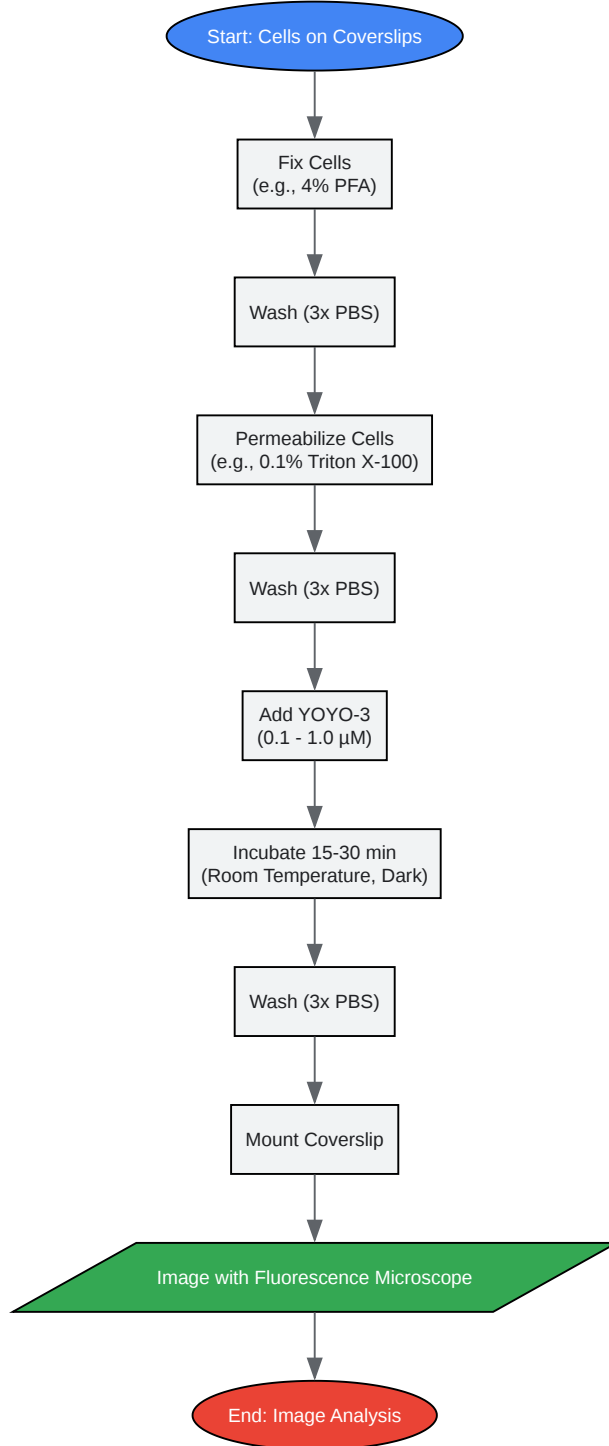 Start: Cells on Coverslips
Fix Cells
(e.g., 4% PFA)
Wash (3x PBS)
Permeabilize Cells
(e.g., 0.1% Triton X-100)
Wash (3x PBS)
Add YOYO-3
(0.1 - 1.0 µM)
Incubate 15-30 min
(Room Temperature, Dark)
Wash (3x PBS)
Mount Coverslip
Image with Fluorescence Microscope
End: Image Analysis